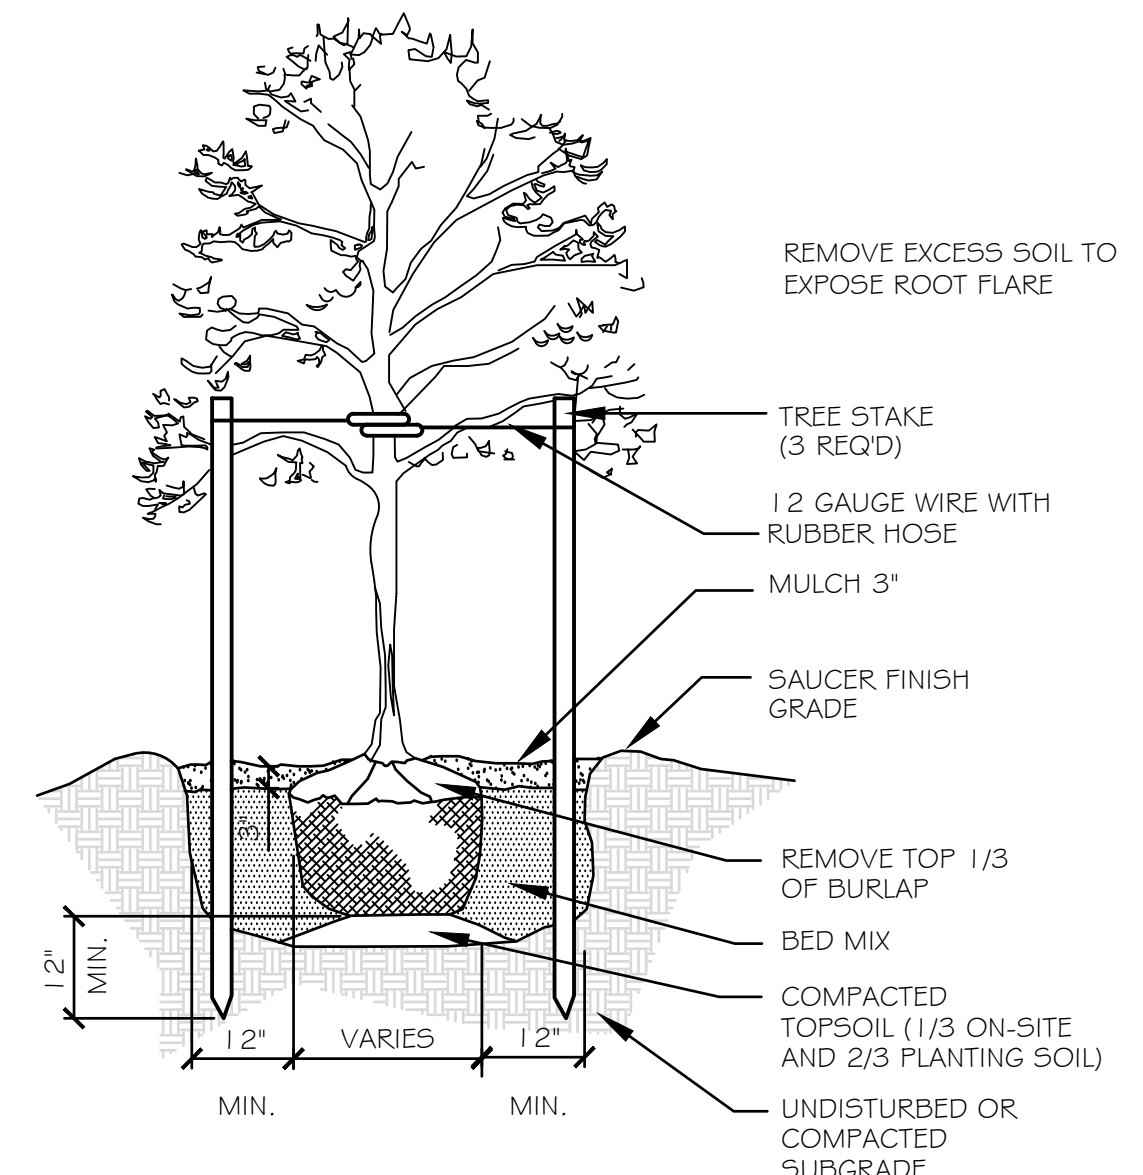 REMOVE EXCESS SOIL TO
EXPOSE ROOT FLARE
TREE STAKE
(3 REQ'D)
12 GAUGE WIRE WITH
RUBBER HOSE
MULCH 3"
SAUCER FINISH
GRADE
3"
REMOVE TOP 1/3
OF BURLAP
BED MIX
12"
MIN.
COMPACTED
TOPSOIL (1/3 ON-SITE
AND 2/3 PLANTING SOIL)
12"
VARIES
12"
MIN.
MIN.
UNDISTURBED OR
COMPACTED
SUBGRADE